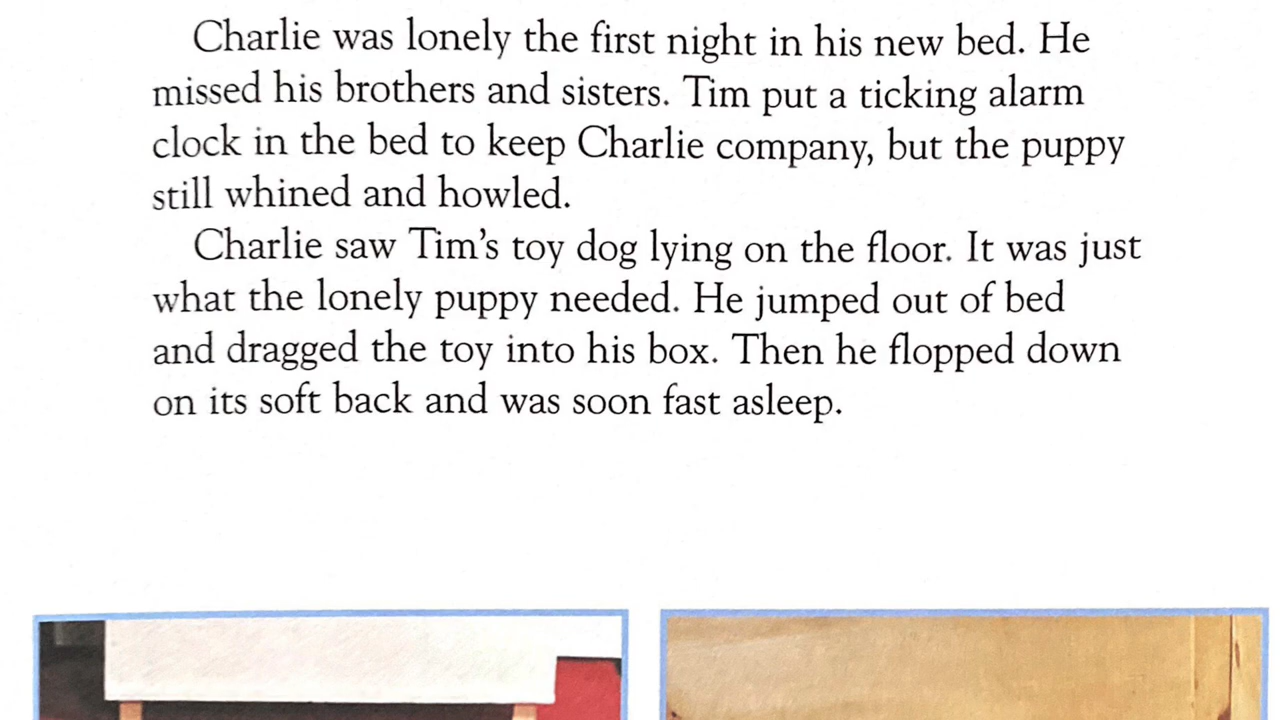 Charlie was lonely the first night in his new bed. He
missed his brothers and sisters. Tim put a ticking alarm
clock in the bed to keep Charlie company, but the puppy
still whined and howled.
Charlie saw Tim’s toy dog lying on the floor. It was just
what the lonely puppy needed. He jumped out of bed
and dragged the toy into his box. Then he flopped down
on its soft back and was soon fast asleep.